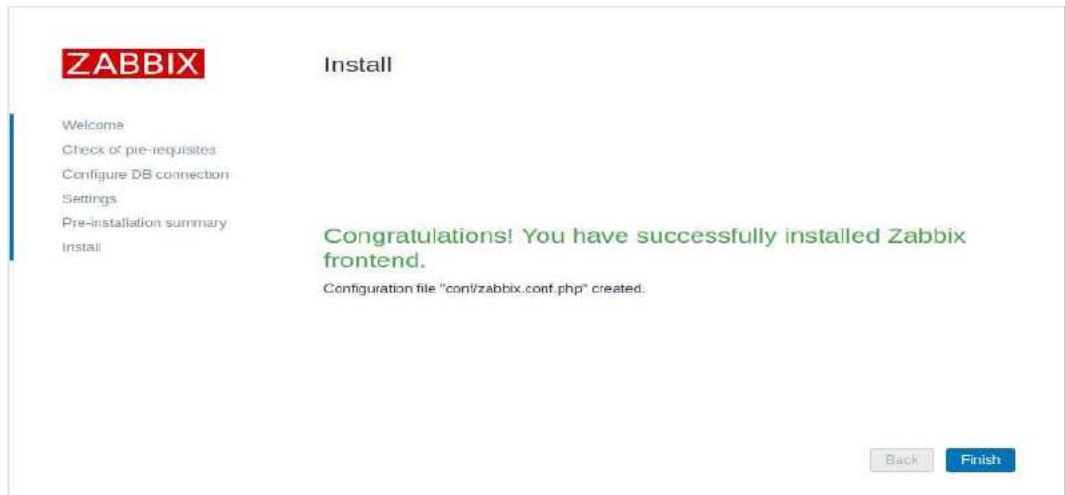 ZABBIX
Install
Welcome
Check of pre-requisites
Configure DB connection
Settings
Pre-installation summary
Install
Congratulations! You have successfully installed Zabbix
frontend.
Configuration file "conf/zabbix.conf.php" created.
Back
Finish